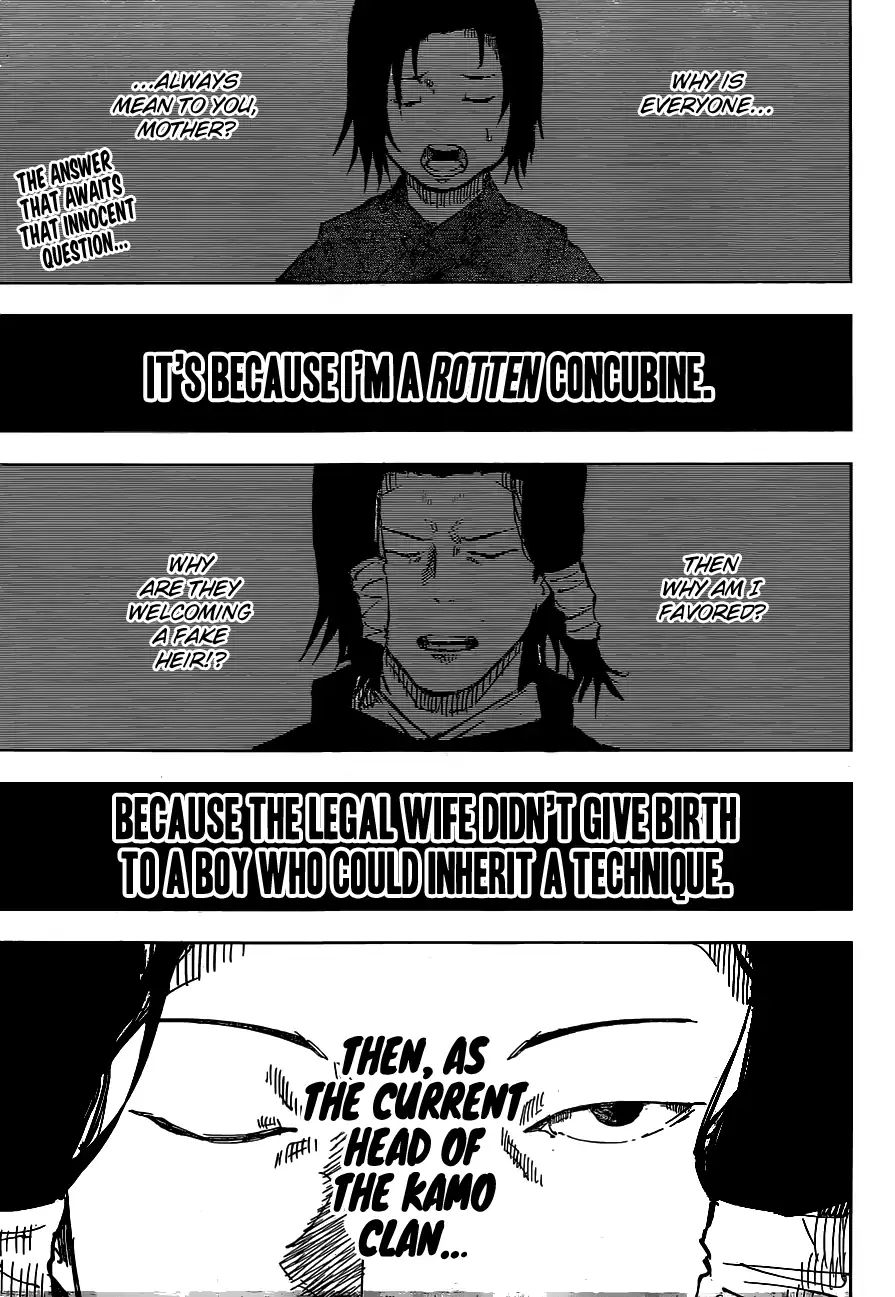 WHY IS
EVERYONE...
...ALWAYS
MEAN TO YOU,
MOTHER?
THE ANSWER
THAT AWAITS
THAT INNOCENT
QUESTION...
IT'S BECAUSE I'M A ROTTEN CONCUBINE.
THEN
WHY AM I
FAVORED?
WHY
ARE THEY
WELCOMING
A FAKE
HEIR!?
BECAUSE THE LEGAL WIFE DIDN'T GIVE BIRTH
TO A BOY WHO COULD INHERIT A TECHNIQUE.
THEN, AS
THE CURRENT
HEAD OF
THE KAMO
CLAN...